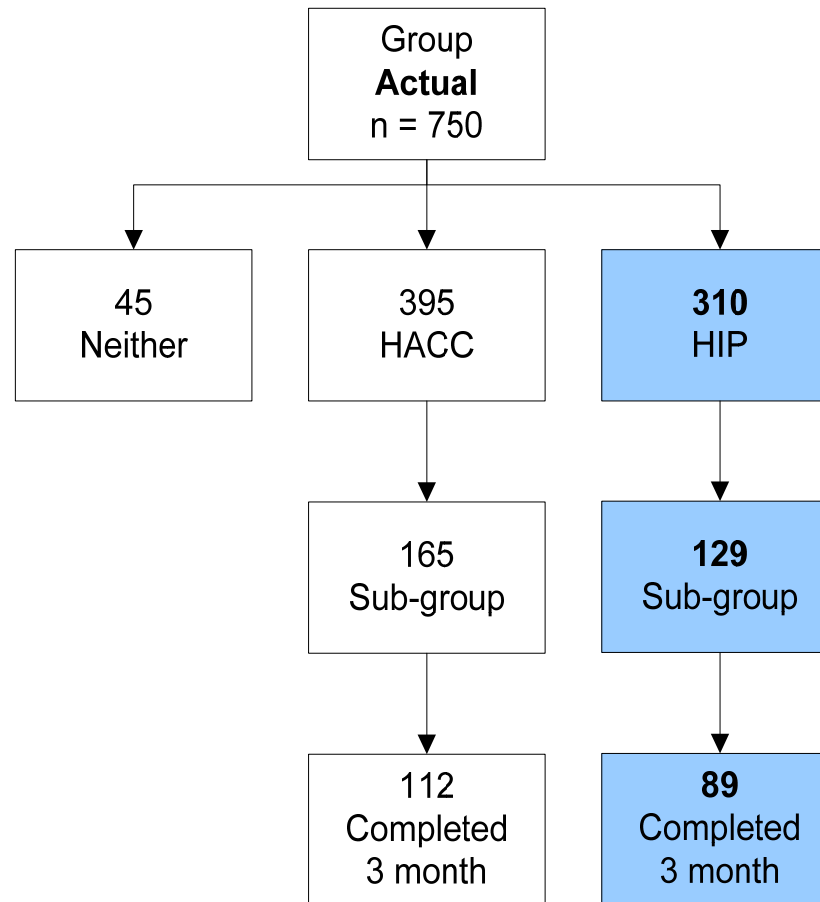 Group
Actual
n = 750
45
Neither
395
HACC
310
HIP
165
Sub-group
129
Sub-group
112
Completed
3 month
89
Completed
3 month